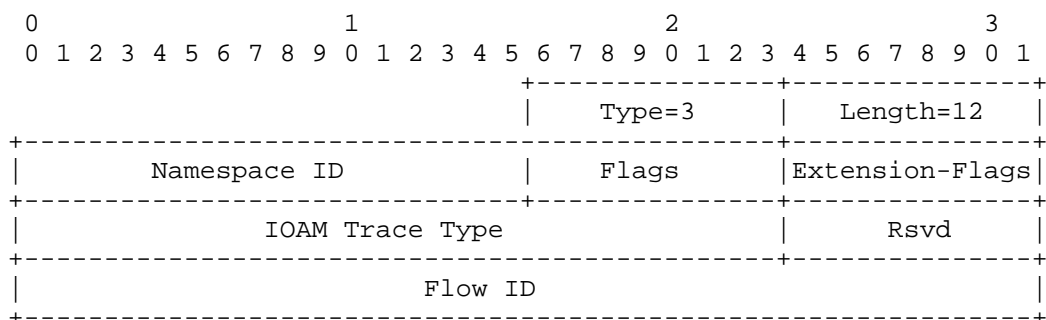 0                   1                   2                   3
0 1 2 3 4 5 6 7 8 9 0 1 2 3 4 5 6 7 8 9 0 1 2 3 4 5 6 7 8 9 0 1
                                +---------------+---------------+
                                |    Type=3     |   Length=12   |
+-------------------------------+---------------+---------------+
|        Namespace ID           |    Flags      |Extension-Flags|
+-------------------------------+---------------+---------------+
|               IOAM Trace Type                 |      Rsvd     |
+-----------------------------------------------+---------------+
|                         Flow ID                               |
+---------------------------------------------------------------+